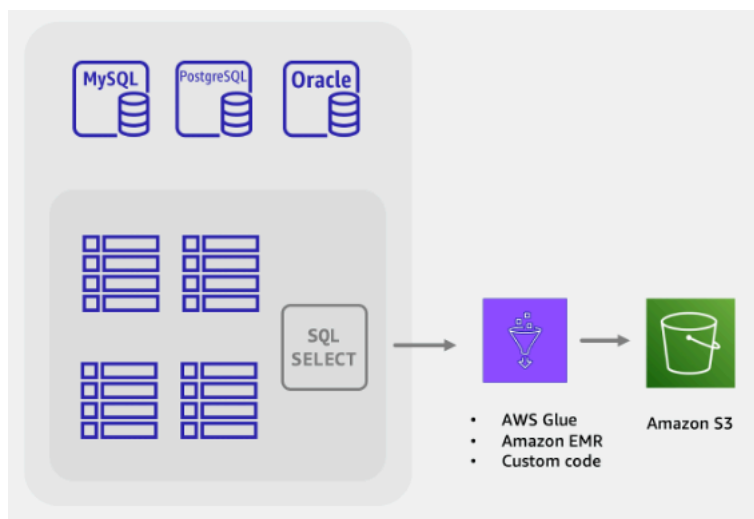 MySQL
PostgreSQL
Oracle
SQL
SELECT
• AWS Glue
• Amazon EMR
• Custom code
Amazon S3